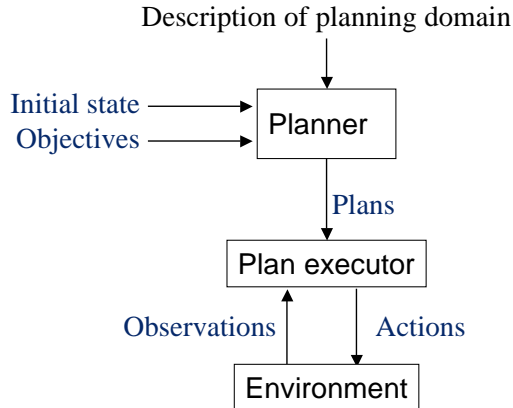 Description of planning domain
Initial state
Objectives
Planner
Plans
Plan executor
Observations
Actions
Environment